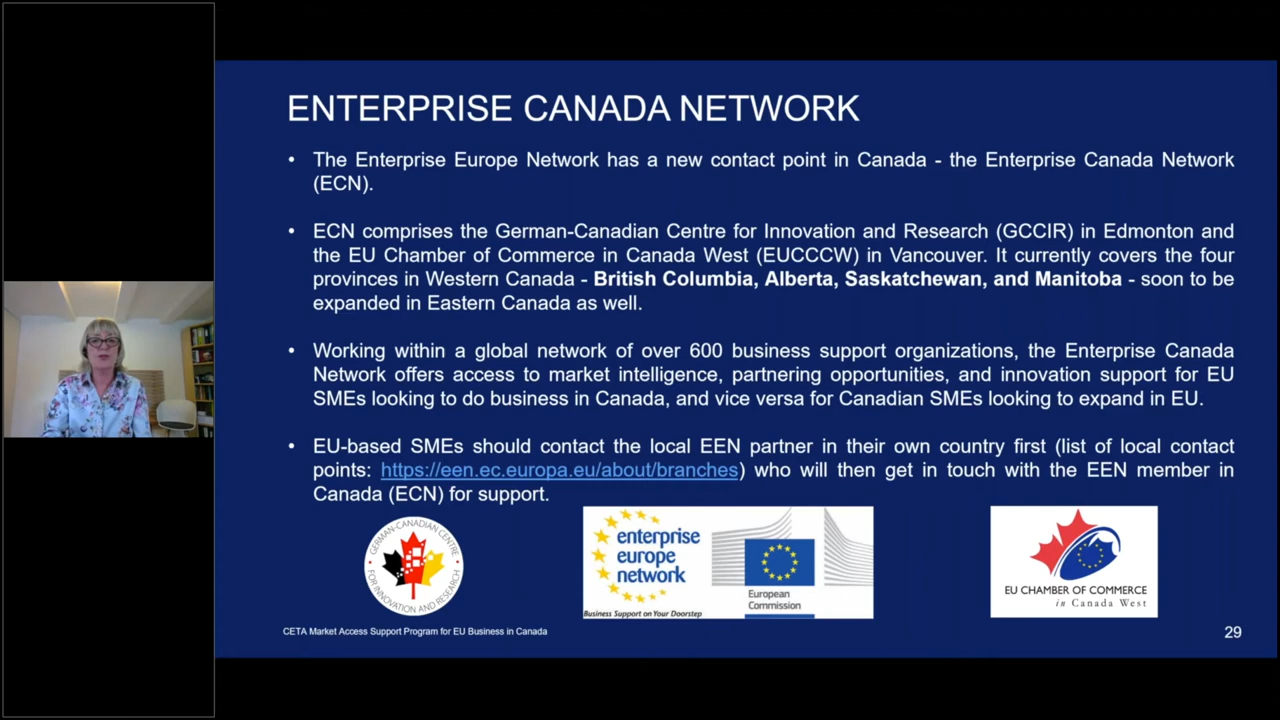 ENTERPRISE CANADA NETWORK
• The Enterprise Europe Network has a new contact point in Canada - the Enterprise Canada Network
(ECN).
• ECN comprises the German-Canadian Centre for Innovation and Research (GCCIR) in Edmonton and
the EU Chamber of Commerce in Canada West (EUCCCW) in Vancouver. It currently covers the four
provinces in Western Canada - British Columbia, Alberta, Saskatchewan, and Manitoba - soon to be
expanded in Eastern Canada as well.
• Working within a global network of over 600 business support organizations, the Enterprise Canada
Network offers access to market intelligence, partnering opportunities, and innovation support for EU
SMEs looking to do business in Canada, and vice versa for Canadian SMEs looking to expand in EU.
• EU-based SMEs should contact the local EEN partner in their own country first (list of local contact
points: https://een.ec.europa.eu/about/branches) who will then get in touch with the EEN member in
Canada (ECN) for support.
GERMAN-CANADIAN CENTRE
FOR INNOVATION AND RESEARCH
enterprise
europe
network
Business Support on Your Doorstep
European
Commission
EU CHAMBER OF COMMERCE
in Canada West
CETA Market Access Support Program for EU Business in Canada
29